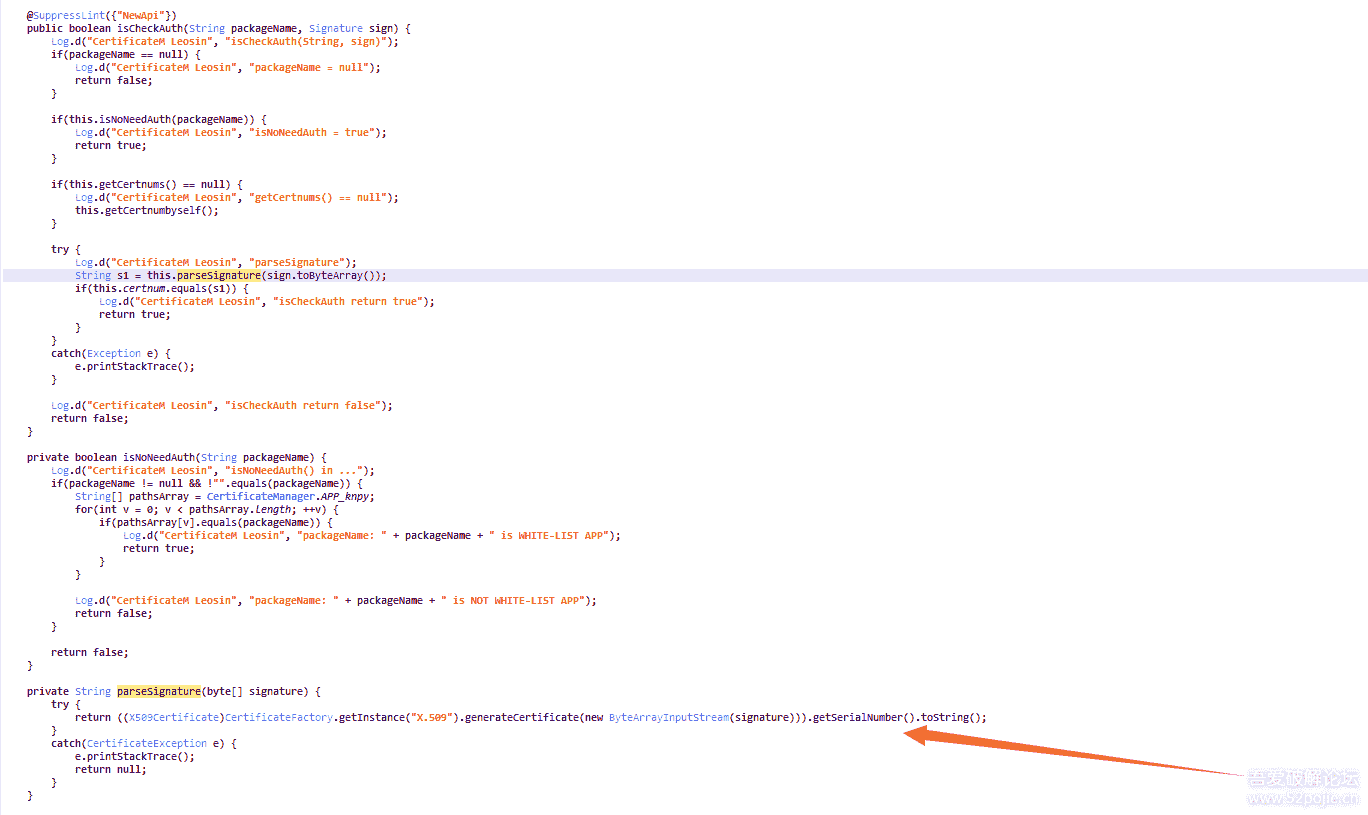 @SuppressLint({"NewApi"})
public boolean isCheckAuth(String packageName, Signature sign) {
    Log.d("CertificateM Leosin", "isCheckAuth(String, sign)");
    if(packageName == null) {
        Log.d("CertificateM Leosin", "packageName = null");
        return false;
    }

    if(this.isNoNeedAuth(packageName)) {
        Log.d("CertificateM Leosin", "isNoNeedAuth = true");
        return true;
    }

    if(this.getCertnums() == null) {
        Log.d("CertificateM Leosin", "getCertnums() == null");
        this.getCertnumbyself();
    }

    try {
        Log.d("CertificateM Leosin", "parseSignature");
        String s1 = this.parseSignature(sign.toByteArray());
        if(this.certnum.equals(s1)) {
            Log.d("CertificateM Leosin", "isCheckAuth return true");
            return true;
        }
    }
    catch(Exception e) {
        e.printStackTrace();
    }

    Log.d("CertificateM Leosin", "isCheckAuth return false");
    return false;
}

private boolean isNoNeedAuth(String packageName) {
    Log.d("CertificateM Leosin", "isNoNeedAuth() in ...");
    if(packageName != null && !"".equals(packageName)) {
        String[] pathsArray = CertificateManager.APP_knpy;
        for(int v = 0; v < pathsArray.length; ++v) {
            if(pathsArray[v].equals(packageName)) {
                Log.d("CertificateM Leosin", "packageName: " + packageName + " is WHITE-LIST APP");
                return true;
            }
        }

        Log.d("CertificateM Leosin", "packageName: " + packageName + " is NOT WHITE-LIST APP");
        return false;
    }

    return false;
}

private String parseSignature(byte[] signature) {
    try {
        return ((X509Certificate)CertificateFactory.getInstance("X.509").generateCertificate(new ByteArrayInputStream(signature))).getSerialNumber().toString();
    }
    catch(CertificateException e) {
        e.printStackTrace();
        return null;
    }
}
吾爱破解论坛
www.52pojie.cn